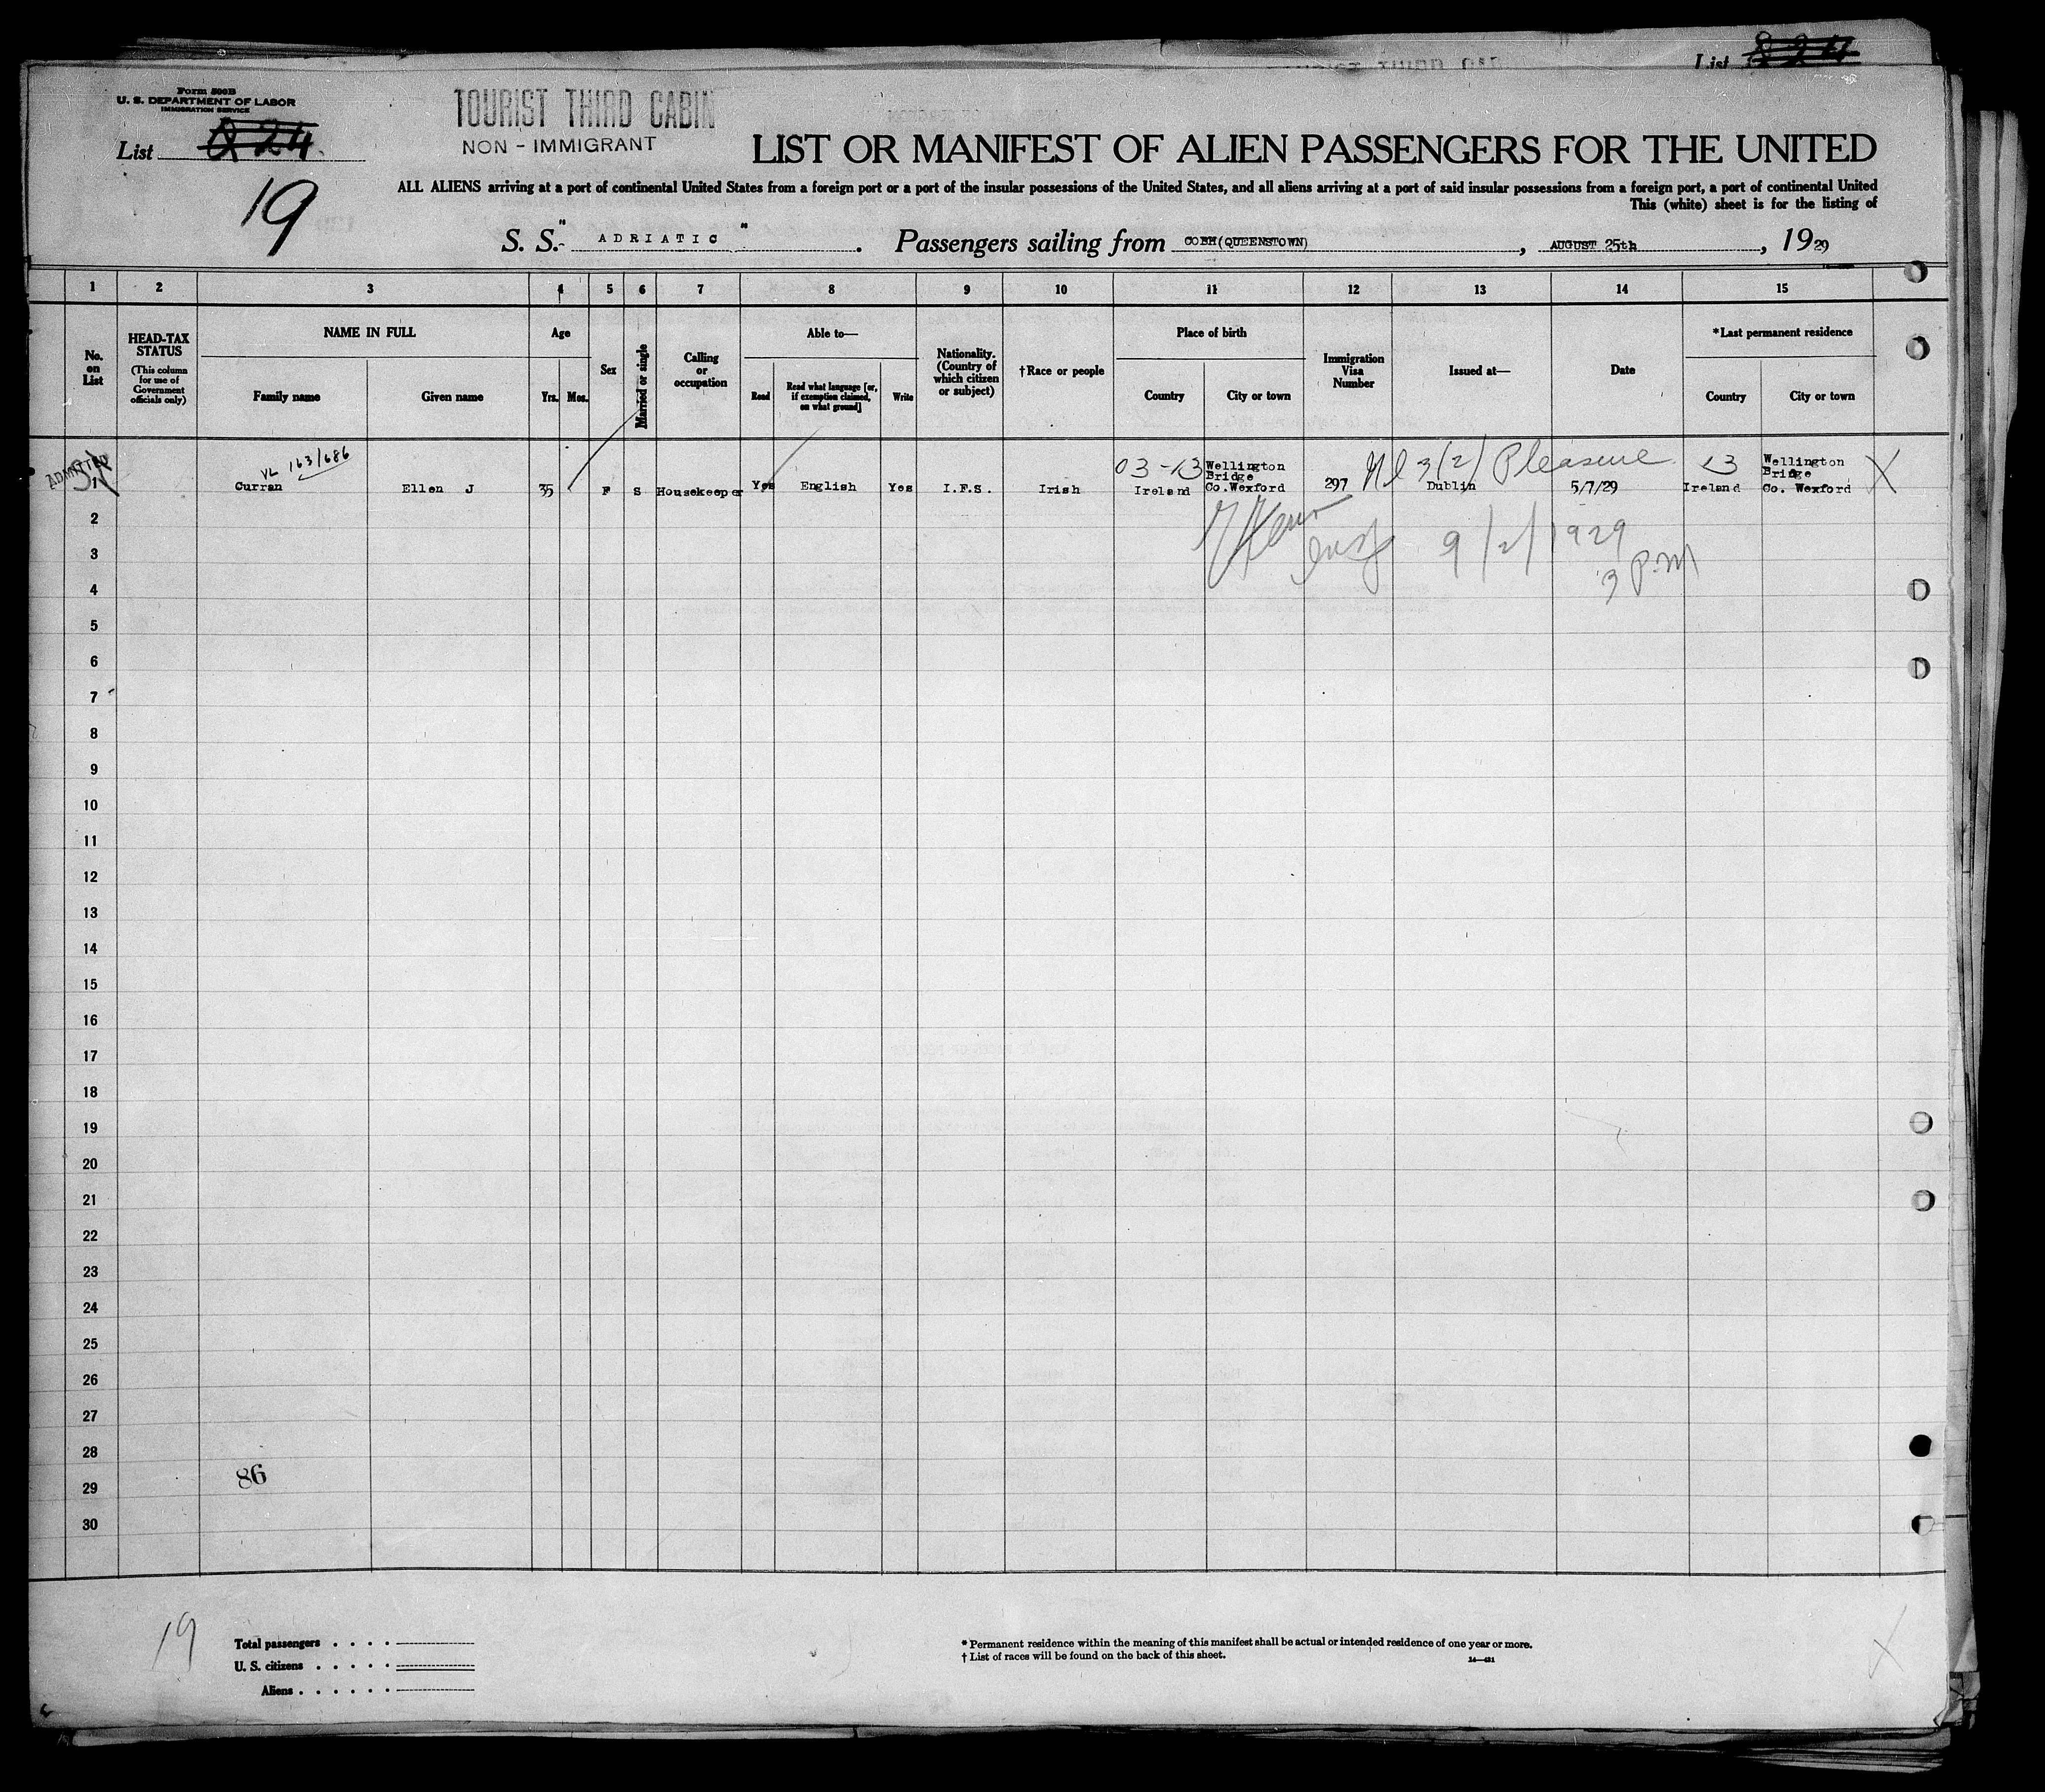 List 824
Form 500B
U. S. DEPARTMENT OF LABOR
IMMIGRATION SERVICE
List 824
19
TOURIST THIRD CABIN
NON - IMMIGRANT
LIST OR MANIFEST OF ALIEN PASSENGERS FOR THE UNITED
ALL ALIENS arriving at a port of continental United States from a foreign port or a port of the insular possessions of the United States, and all aliens arriving at a port of said insular possessions from a foreign port, a port of continental United
This (white) sheet is for the listing of
S. S. "ADRIATIC". Passengers sailing from COBH(QUEENSTOWN), AUGUST 25th, 1929
1 2 3 4 5 6 7 8 9 10 11 12 13 14 15
No. on List
HEAD-TAX STATUS
(This column for use of Government officials only)
NAME IN FULL
Family name
Given name
Age
Yrs.
Mos.
Sex
Married or single
Calling or occupation
Able to—
Read
Read what language [or, if exemption claimed, on what ground]
Write
Nationality. (Country of which citizen or subject)
†Race or people
Place of birth
Country
City or town
Immigration Visa Number
Issued at—
Date
*Last permanent residence
Country
City or town
ADMITTED
VL 163/686
03-13
3(2) Pleasure
13
1 Curran Ellen J 35 F S Housekeeper Yes English Yes I.F.S. Irish Ireland Wellington Bridge Co.Wexford 297 Dublin 5/7/29 Ireland Wellington Bridge Co. Wexford X
insp 9/2/1929
3 P.M
2
3
4
5
6
7
8
9
10
11
12
13
14
15
16
17
18
19
20
21
22
23
24
25
26
27
28
86
29
30
19
Total passengers . . . .
U. S. citizens . . . . .
Aliens . . . . . .
* Permanent residence within the meaning of this manifest shall be actual or intended residence of one year or more.
† List of races will be found on the back of this sheet.
14—431
X